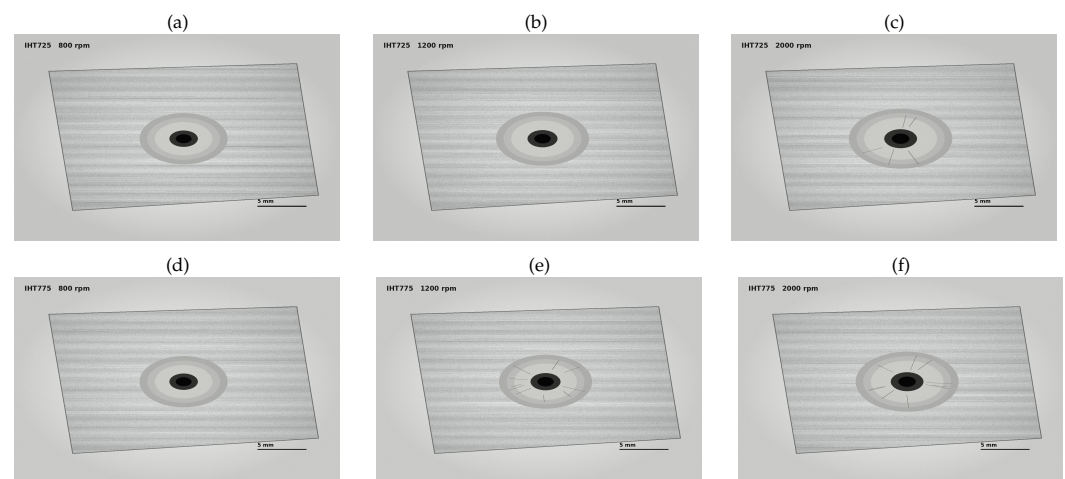 (a)
(b)
(c)
IHT725 800 rpm
IHT725 1200 rpm
IHT725 2000 rpm
5 mm
5 mm
5 mm
(d)
(e)
(f)
IHT775 800 rpm
IHT775 1200 rpm
IHT775 2000 rpm
5 mm
5 mm
5 mm